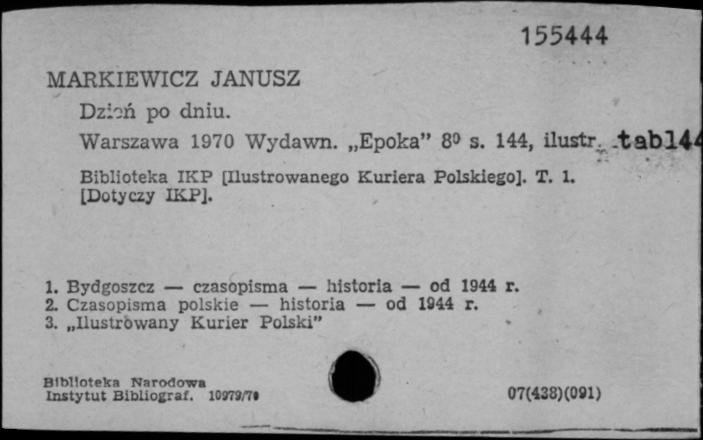 155444
MARKIEWICZ JANUSZ
Dzień po dniu.
Warszawa 1970 Wydawn. „Epoka” 8⁰ s. 144, ilustr. tabl44
Biblioteka IKP [Ilustrowanego Kuriera Polskiego]. T. 1.
[Dotyczy IKP].
1. Bydgoszcz — czasopisma — historia — od 1944 r.
2. Czasopisma polskie — historia — od 1944 r.
3. „Ilustrowany Kurier Polski”
Biblioteka Narodowa
Instytut Bibliograf. 10979/70
07(438)(091)